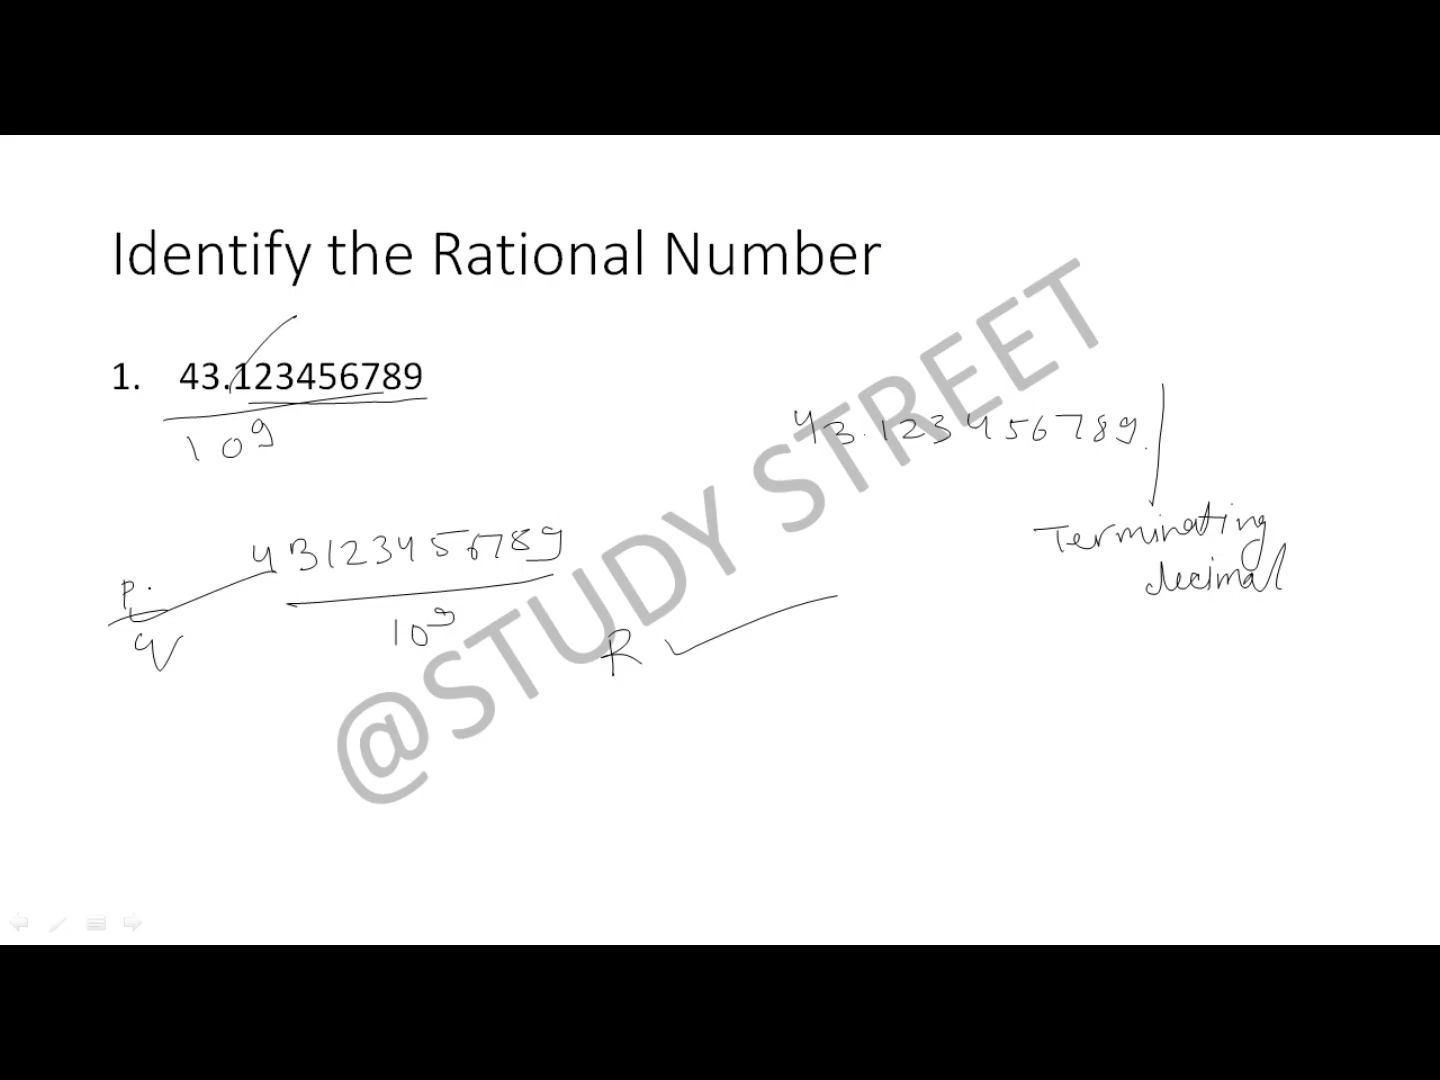 Identify the Rational Number
1. 43.123456789
10⁹
43.123456789
Terminating
decimal
43123456789
10⁹
p
q
R
@STUDY STREET